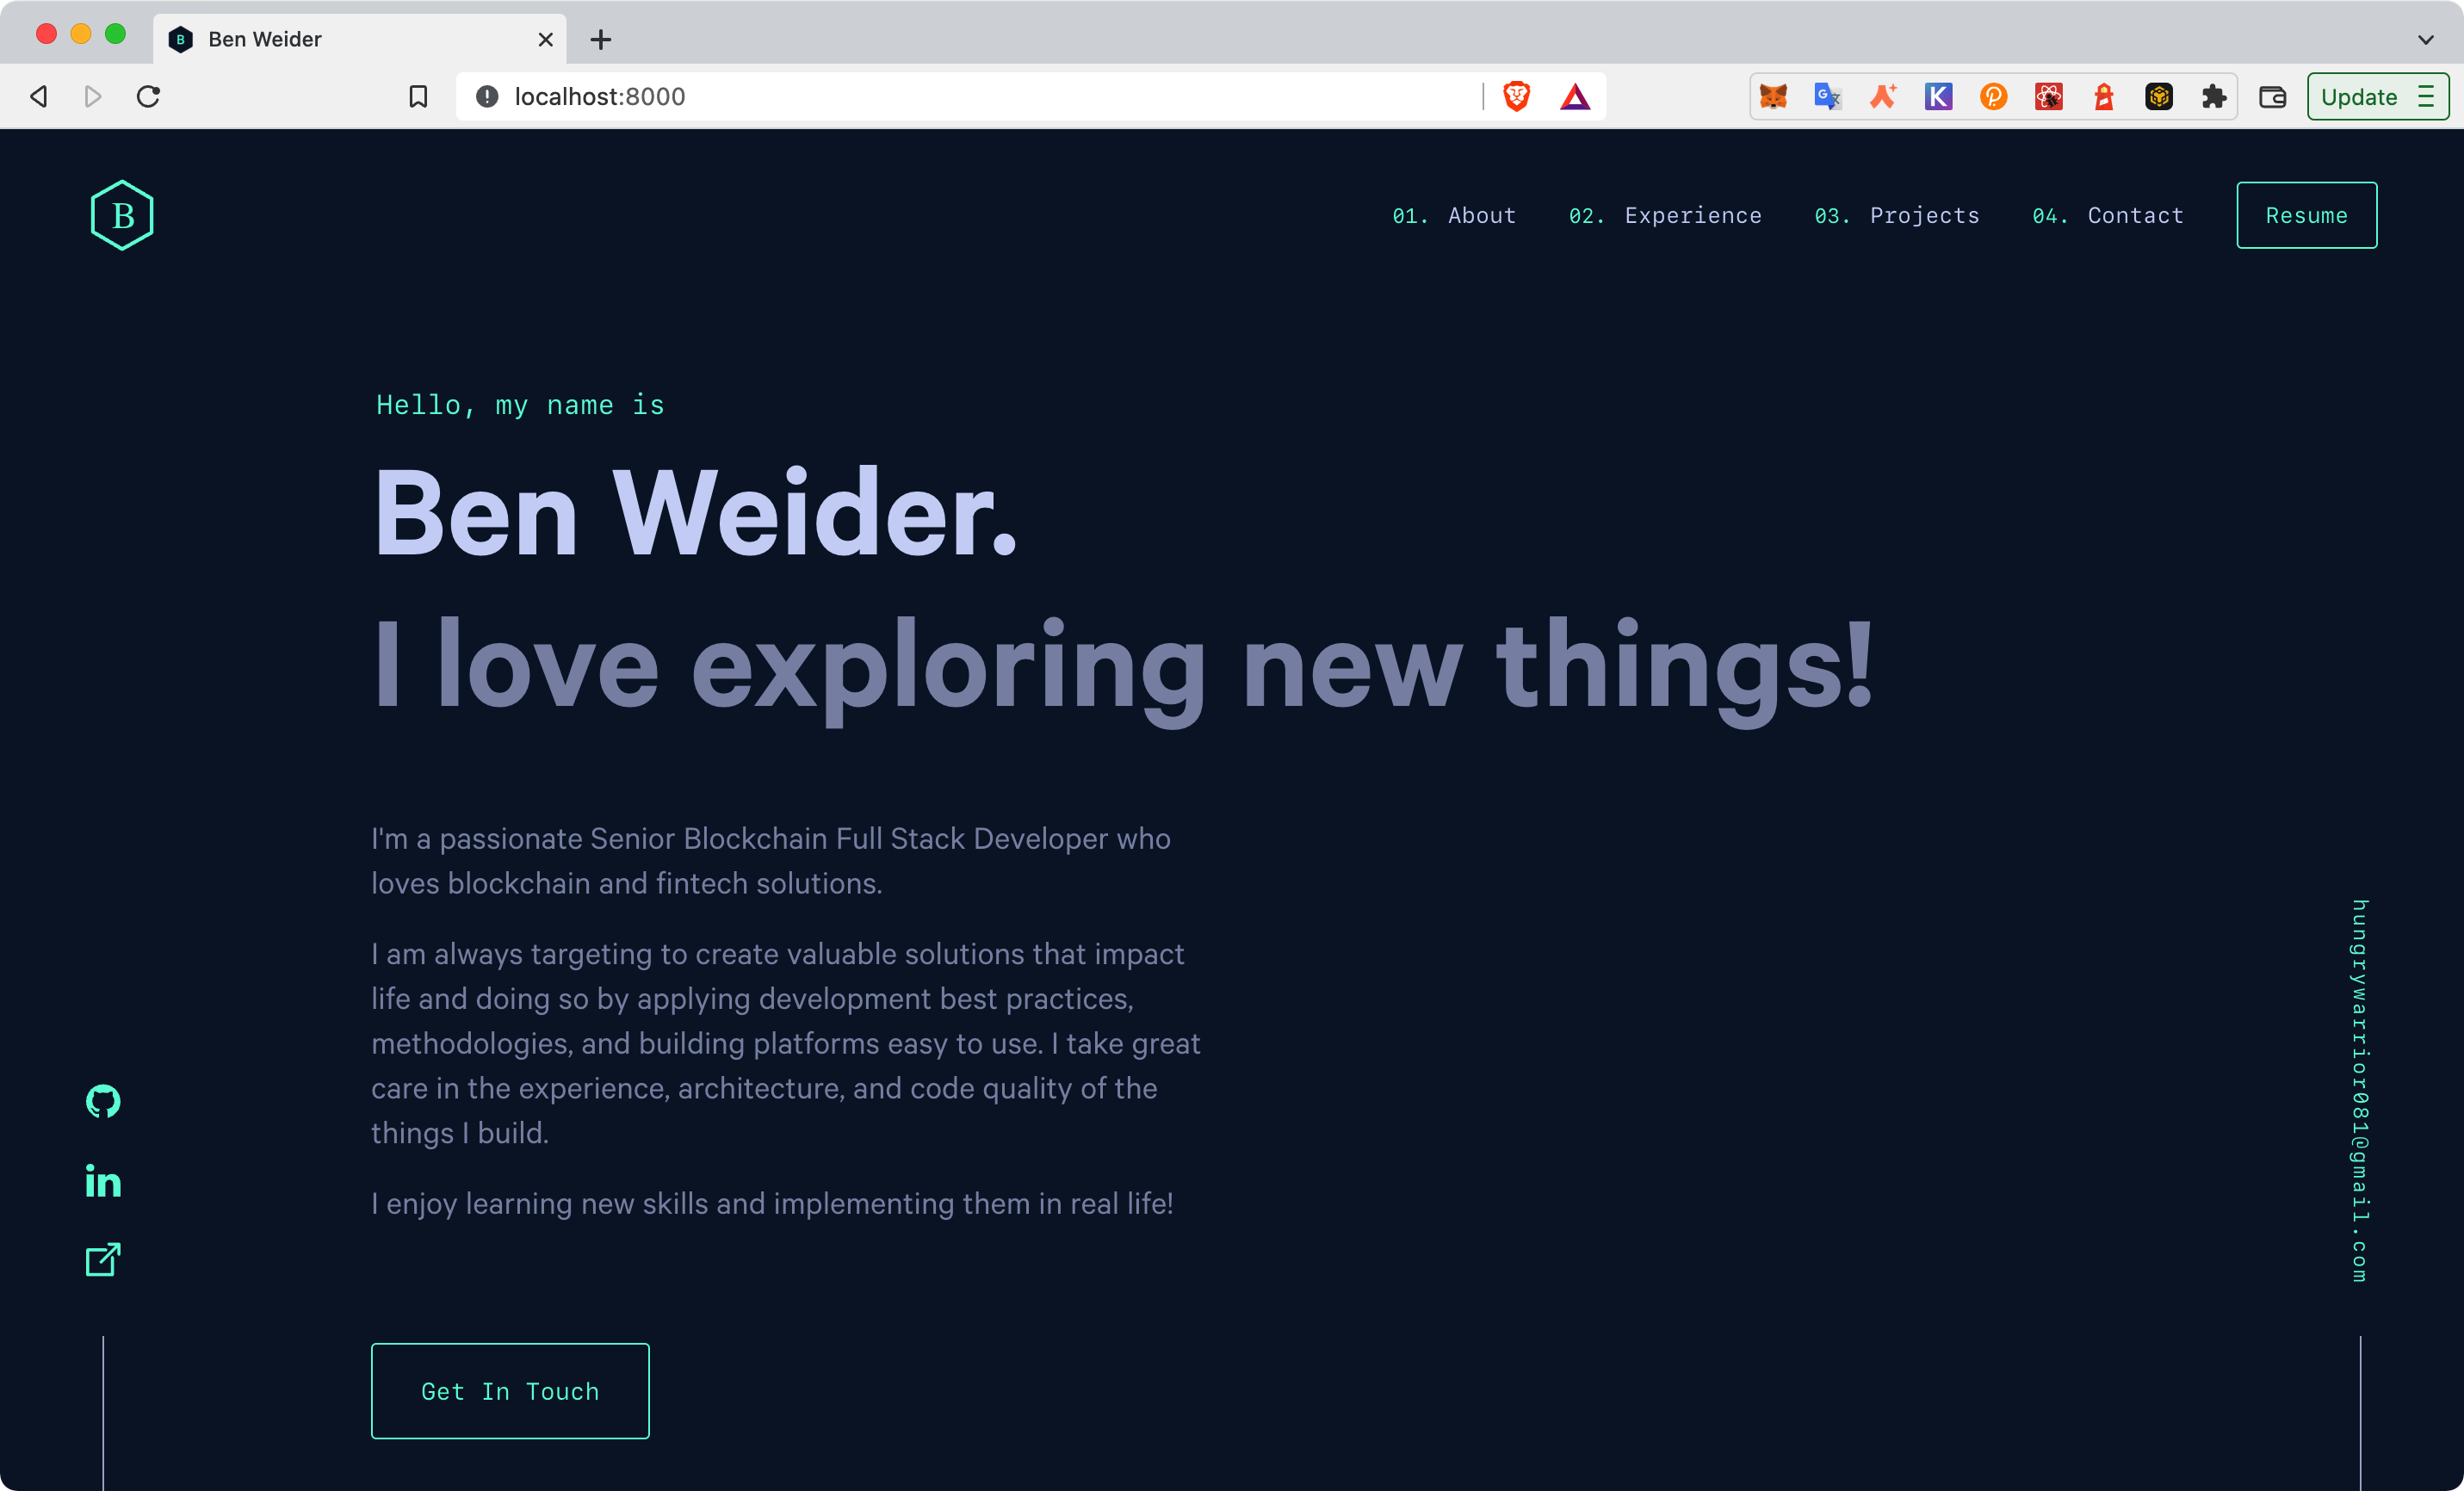 B Ben Weider
localhost:8000
Update
B
01. About 02. Experience 03. Projects 04. Contact Resume
Hello, my name is
Ben Weider.
I love exploring new things!
I'm a passionate Senior Blockchain Full Stack Developer who
loves blockchain and fintech solutions.
I am always targeting to create valuable solutions that impact
life and doing so by applying development best practices,
methodologies, and building platforms easy to use. I take great
care in the experience, architecture, and code quality of the
things I build.
I enjoy learning new skills and implementing them in real life!
Get In Touch
hungrywarrior081@gmail.com